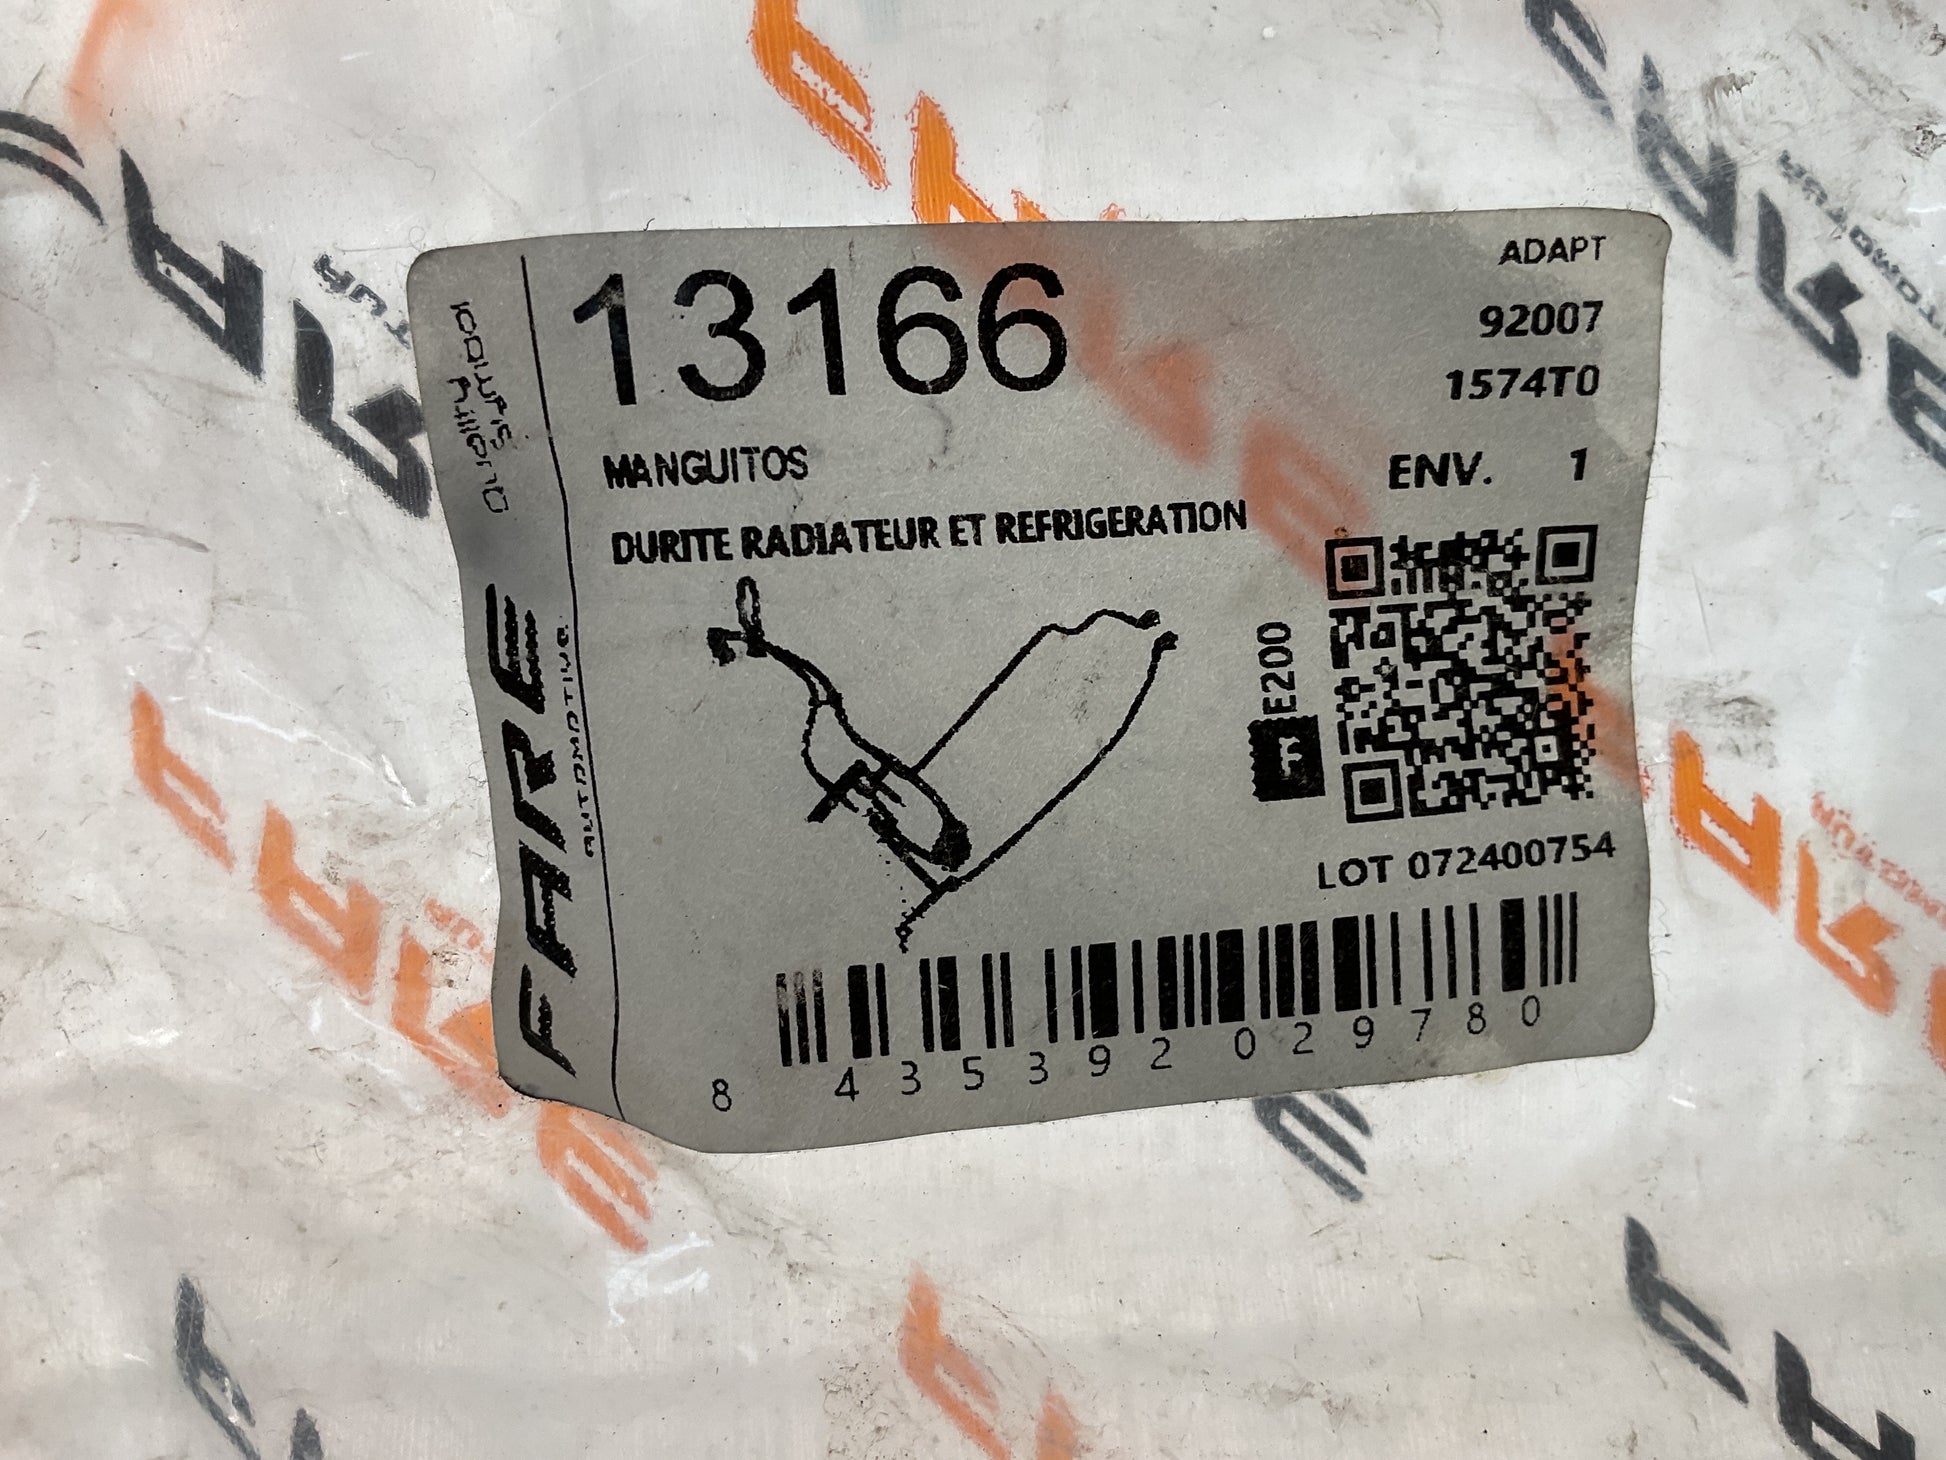 13166
ADAPT
92007
1574T0
MANGUITOS
ENV. 1
DURITE RADIATEUR ET REFRIGERATION
E200
LOT 072400754
8 435392 029780
FARE
AUTOMOTIVE
Quality